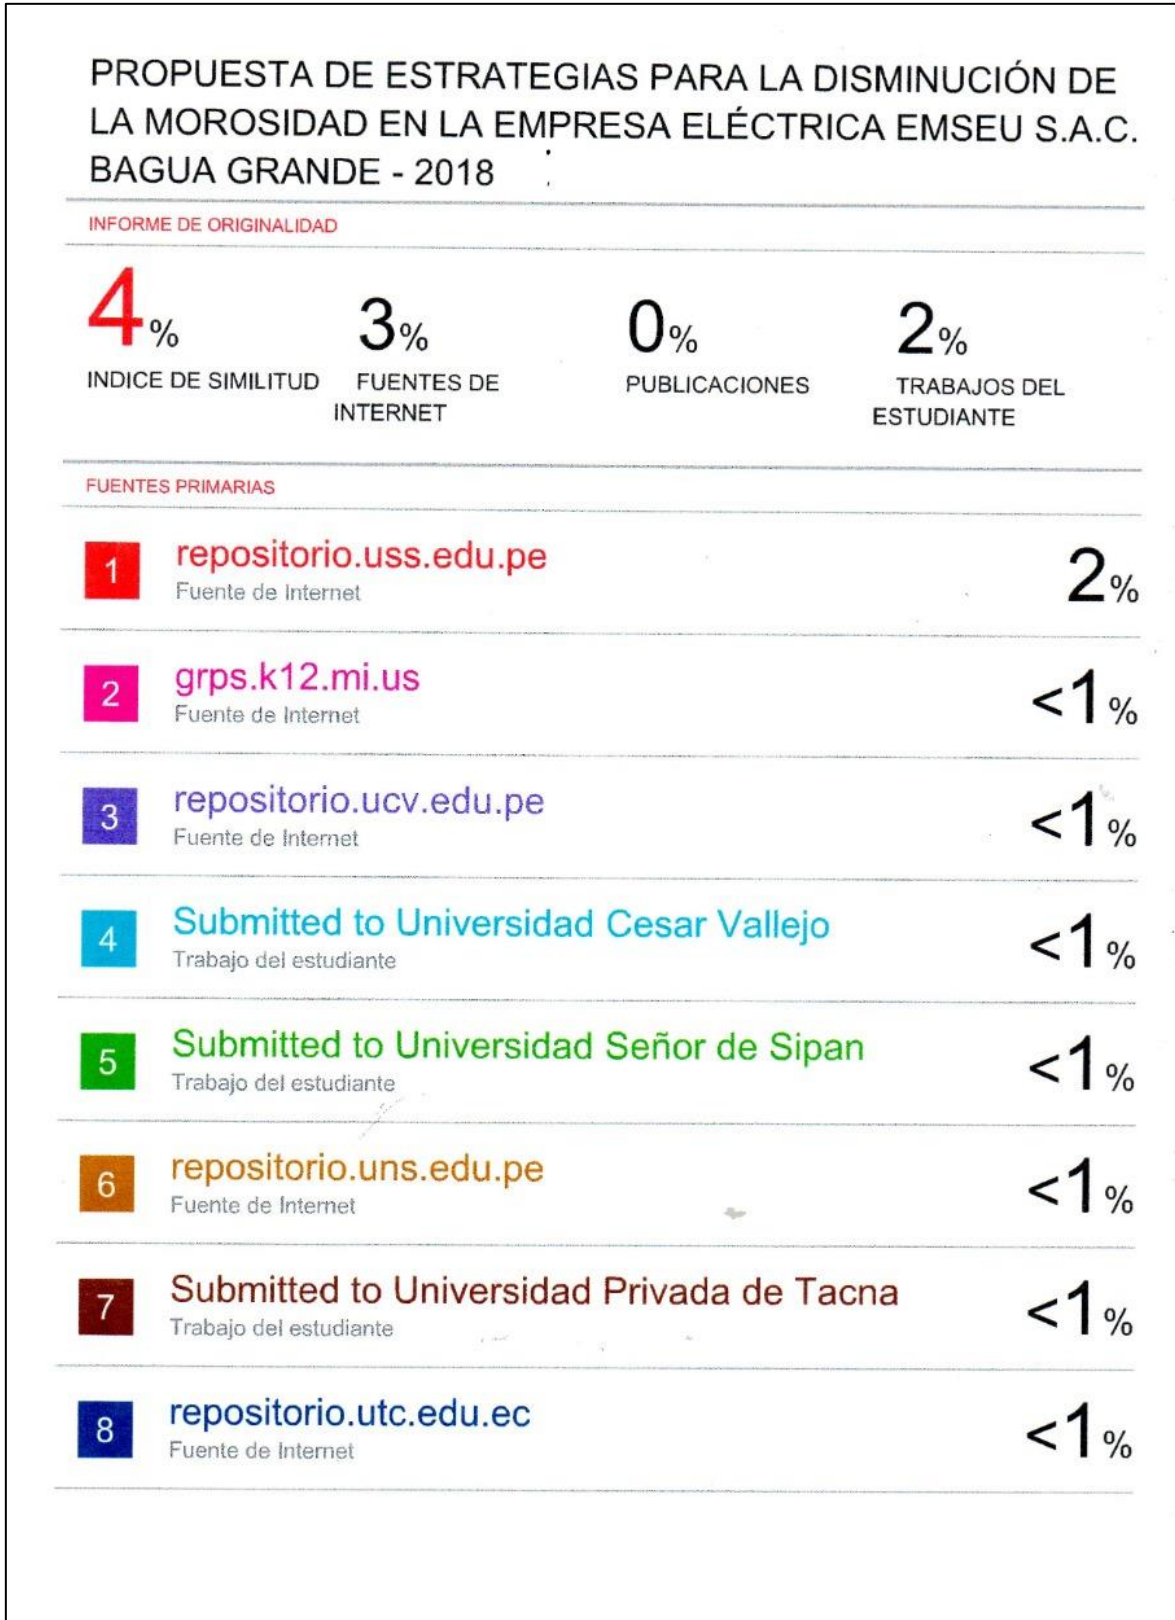 PROPUESTA DE ESTRATEGIAS PARA LA DISMINUCIÓN DE
LA MOROSIDAD EN LA EMPRESA ELÉCTRICA EMSEU S.A.C.
BAGUA GRANDE - 2018
INFORME DE ORIGINALIDAD
4% 3% 0% 2%
INDICE DE SIMILITUD FUENTES DE PUBLICACIONES TRABAJOS DEL
INTERNET ESTUDIANTE
FUENTES PRIMARIAS
1 repositorio.uss.edu.pe 2%
Fuente de Internet
2 grps.k12.mi.us <1%
Fuente de Internet
3 repositorio.ucv.edu.pe <1%
Fuente de Internet
4 Submitted to Universidad Cesar Vallejo <1%
Trabajo del estudiante
5 Submitted to Universidad Señor de Sipan <1%
Trabajo del estudiante
6 repositorio.uns.edu.pe <1%
Fuente de Internet
7 Submitted to Universidad Privada de Tacna <1%
Trabajo del estudiante
8 repositorio.utc.edu.ec <1%
Fuente de Internet